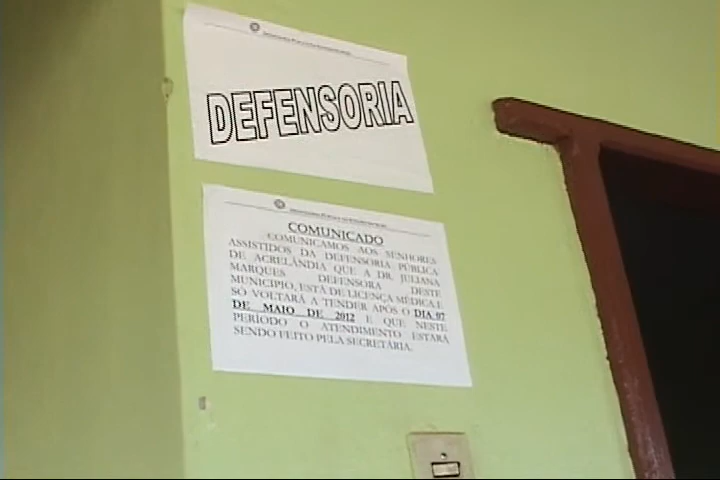 DEFENSORIA
COMUNICADO
COMUNICAMOS AOS SENHORES
ASSISTIDOS DA DEFENSORIA PÚBLICA
DE ACRELÂNDIA QUE A DR. JULIANA
MARQUES DEFENSORA DESTE
MUNICIPIO, ESTÁ DE LICENÇA MÉDICA E
SÓ VOLTARÁ A TENDER APÓS O DIA 07
DE MAIO DE 2012 E QUE NESTE
PERÍODO O ATENDIMENTO ESTARÁ
SENDO FEITO PELA SECRETÁRIA.